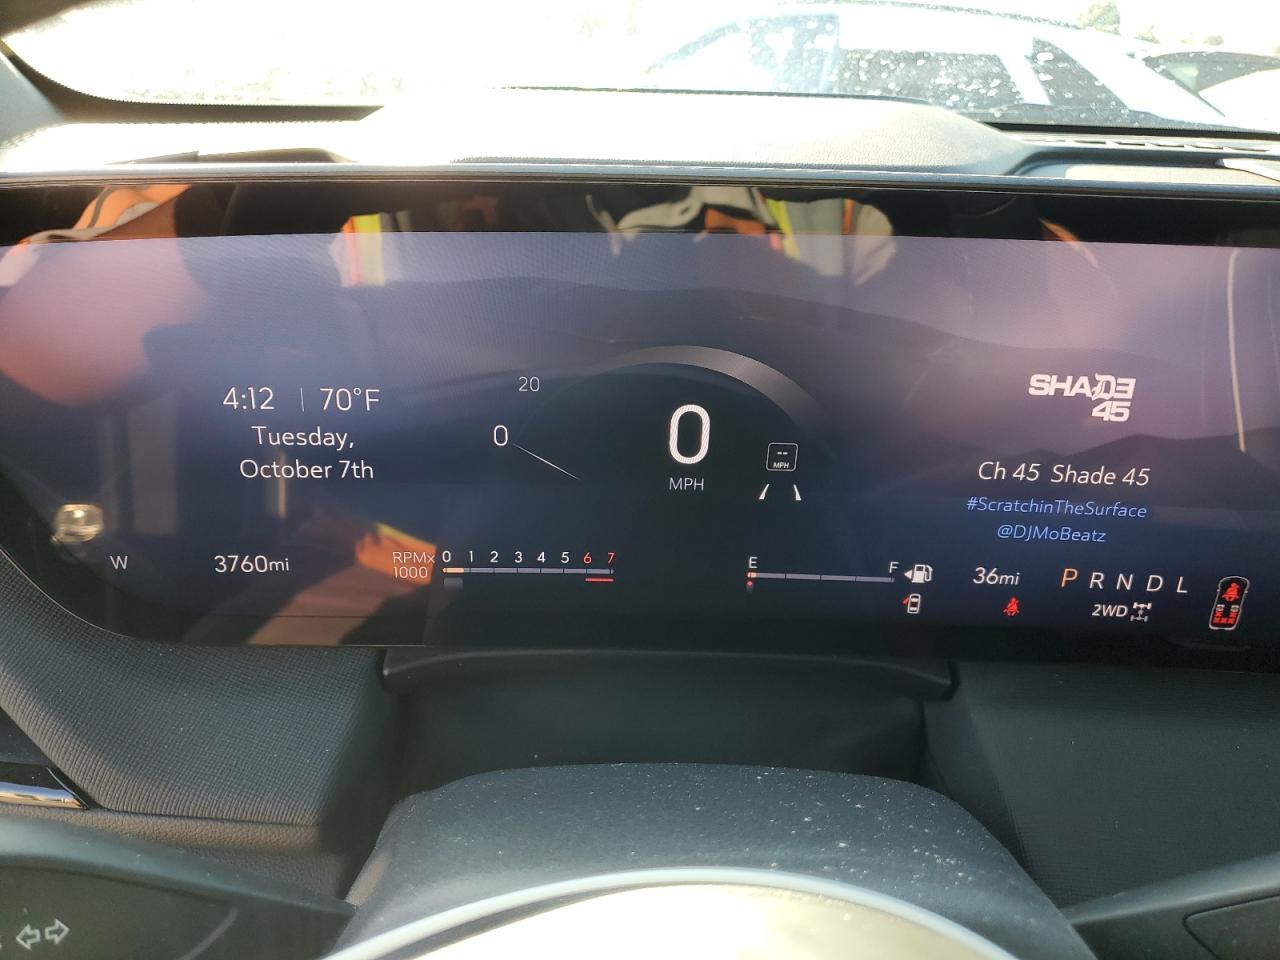 4:12 | 70°F
Tuesday,
October 7th
W
3760mi
20
0
0
MPH
--
MPH
RPMx
1000
0 1 2 3 4 5 6 7
E
F
36mi
SHADE
45
Ch 45 Shade 45
#ScratchinTheSurface
@DJMoBeatz
P R N D L
2WD